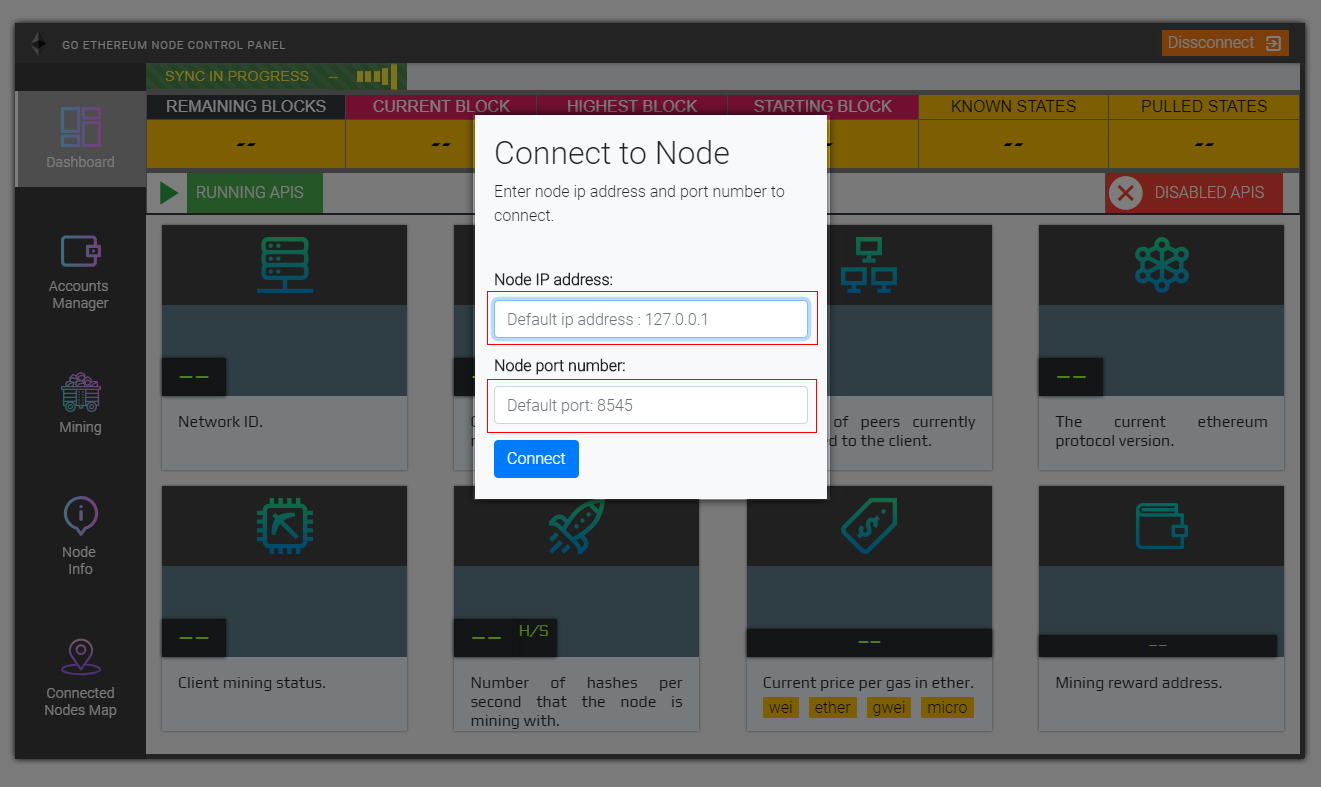 GO ETHEREUM NODE CONTROL PANEL
Dissconnect
SYNC IN PROGRESS --
REMAINING BLOCKS
CURRENT BLOCK
HIGHEST BLOCK
STARTING BLOCK
KNOWN STATES
PULLED STATES
--
--
--
--
--
RUNNING APIS
DISABLED APIS
Dashboard
Accounts
Manager
Mining
Node
Info
Connected
Nodes Map
Connect to Node
Enter node ip address and port number to
connect.
Node IP address:
Default ip address : 127.0.0.1
Node port number:
Default port: 8545
Connect
--
Network ID.
of peers currently
to the client.
--
The current ethereum
protocol version.
--
Client mining status.
-- H/S
Number of hashes per
second that the node is
mining with.
--
Current price per gas in ether.
wei ether gwei micro
--
Mining reward address.